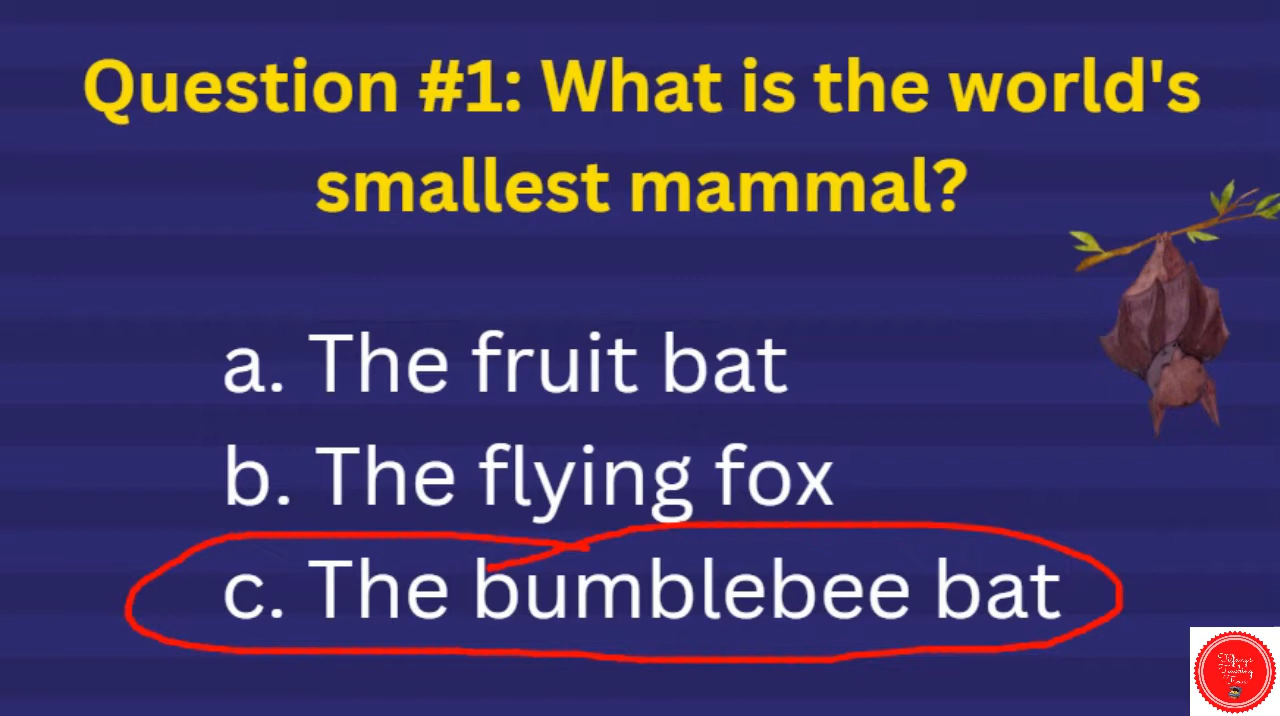 Question #1: What is the world's
smallest mammal?
a. The fruit bat
b. The flying fox
c. The bumblebee bat